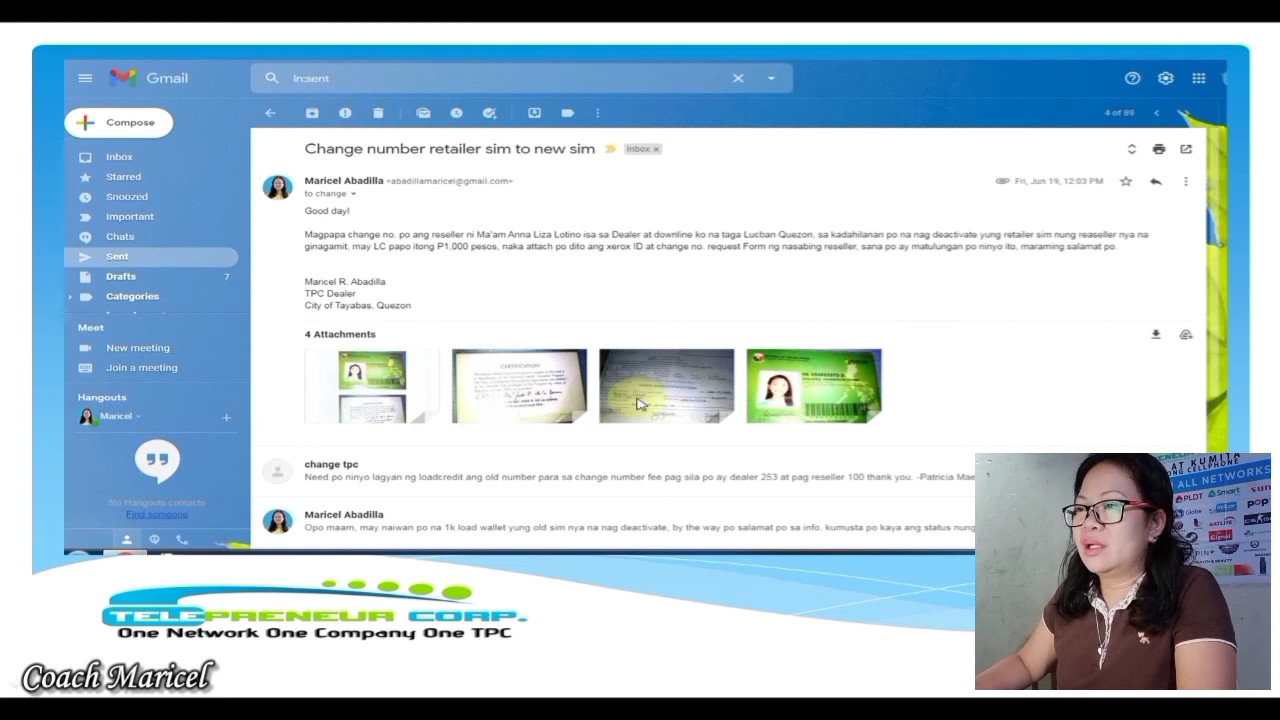 Gmail
In:sent
Compose
4 of 89
Inbox
Starred
Snoozed
Important
Chats
Sent
Drafts 7
Categories
Meet
New meeting
Join a meeting
Hangouts
Maricel
No Hangouts contacts
Find someone
Change number retailer sim to new sim Inbox x
Maricel Abadilla <abadillamaricel@gmail.com> Fri, Jun 19, 12:03 PM
to change
Good day!
Magpapa change no. po ang reseller ni Ma'am Anna Liza Lotino isa sa Dealer at downline ko na taga Lucban Quezon, sa kadahilanan po na nag deactivate yung retailer sim nung reaseller nya na
ginagamit, may LC papo itong P1,000 pesos, naka attach po dito ang xerox ID at change no. request Form ng nasabing reseller, sana po ay matulungan po ninyo ito, maraming salamat po.
Maricel R. Abadilla
TPC Dealer
City of Tayabas, Quezon
4 Attachments
CERTIFICATION
change tpc
Need po ninyo lagyan ng loadcredit ang old number para sa change number fee pag sila po ay dealer 253 at pag reseller 100 thank you. -Patricia Mae
Maricel Abadilla
Opo maam, may naiwan po na 1k load wallet yung old sim nya na nag deactivate, by the way po salamat po sa info. kumusta po kaya ang status nung
AT KUMITA
CELLPHONE
ALL NETWORKS
PLDT Smart sun
Globe
Cignal
TELEPRENEUR CORP.
One Network One Company One TPC
Coach Maricel